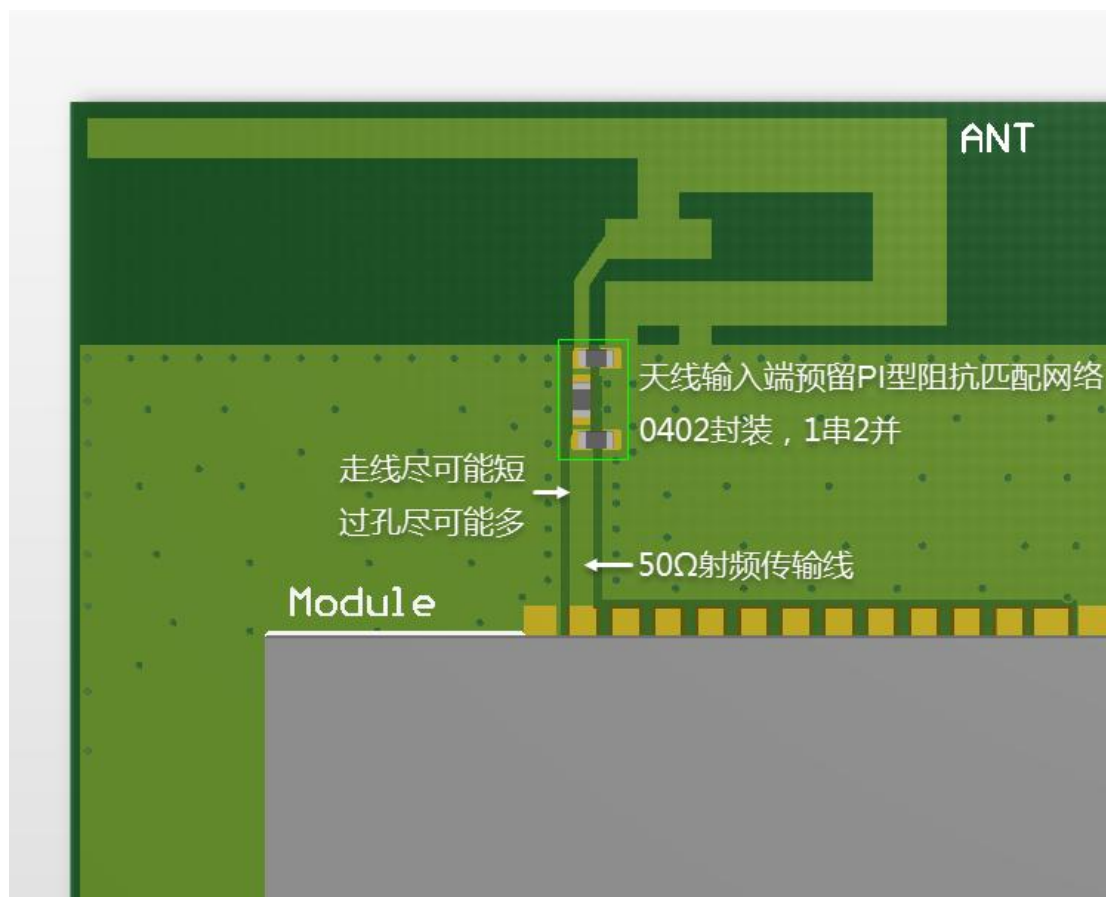 ANT
天线输入端预留PI型阻抗匹配网络
0402封装，1串2并
走线尽可能短
过孔尽可能多
50Ω射频传输线
Module